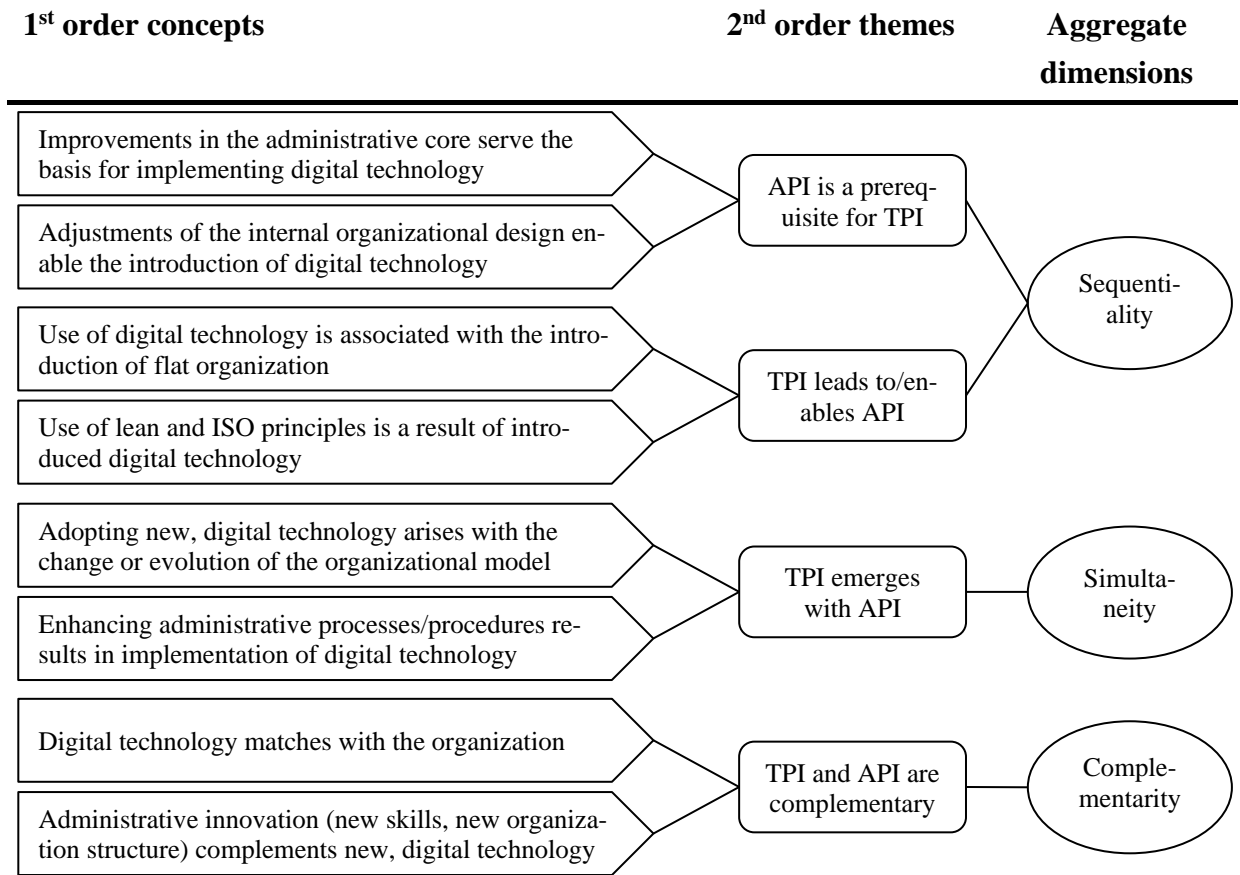 1st order concepts
2nd order themes
Aggregate
dimensions
Improvements in the administrative core serve the
basis for implementing digital technology
Adjustments of the internal organizational design en-
able the introduction of digital technology
API is a prereq-
uisite for TPI
Use of digital technology is associated with the intro-
duction of flat organization
Use of lean and ISO principles is a result of intro-
duced digital technology
TPI leads to/en-
ables API
Sequenti-
ality
Adopting new, digital technology arises with the
change or evolution of the organizational model
Enhancing administrative processes/procedures re-
sults in implementation of digital technology
TPI emerges
with API
Simulta-
neity
Digital technology matches with the organization
Administrative innovation (new skills, new organiza-
tion structure) complements new, digital technology
TPI and API are
complementary
Comple-
mentarity